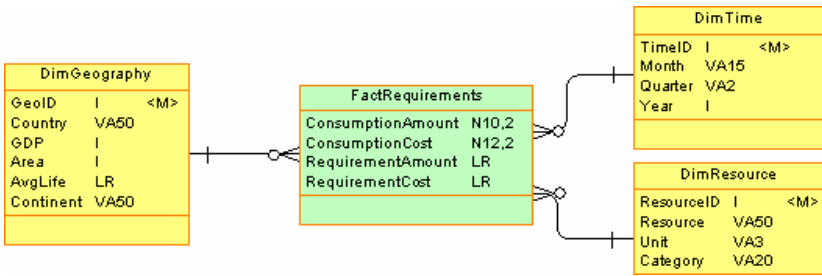 DimGeography
GeoID I <M>
Country VA50
GDP I
Area I
AvgLife LR
Continent VA50
FactRequirements
ConsumptionAmount N10,2
ConsumptionCost N12,2
RequirementAmount LR
RequirementCost LR
DimTime
TimeID I <M>
Month VA15
Quarter VA2
Year I
DimResource
ResourceID I <M>
Resource VA50
Unit VA3
Category VA20